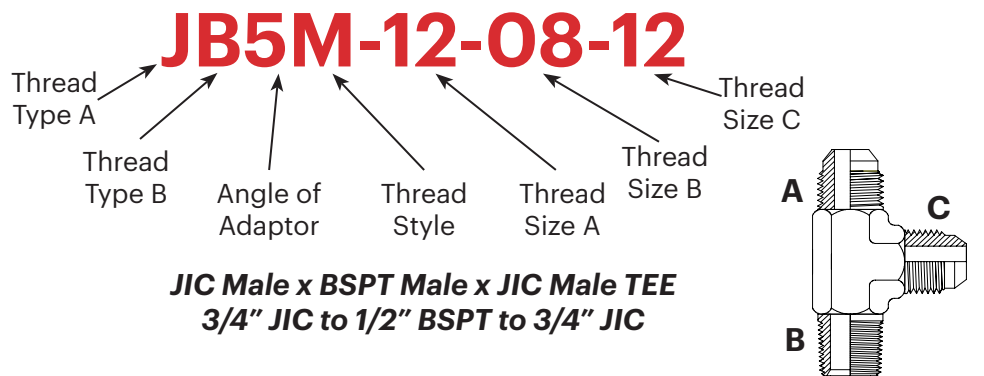 JB5M-12-08-12
Thread
Type A
Thread
Type B
Angle of
Adaptor
Thread
Style
Thread
Size A
Thread
Size B
Thread
Size C
JIC Male x BSPT Male x JIC Male TEE
3/4” JIC to 1/2” BSPT to 3/4” JIC
A
C
B